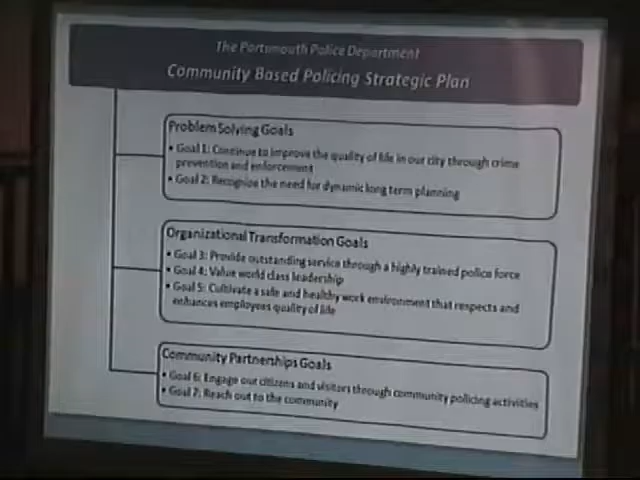 The Portsmouth Police Department
Community Based Policing Strategic Plan
Problem Solving Goals
• Goal 1: Continue to improve the quality of life in our city through crime
prevention and enforcement
• Goal 2: Recognize the need for dynamic long term planning
Organizational Transformation Goals
• Goal 3: Provide outstanding service through a highly trained police force
• Goal 4: Value world class leadership
• Goal 5: Cultivate a safe and healthy work environment that respects and
enhances employees quality of life
Community Partnerships Goals
• Goal 6: Engage our citizens and visitors through community policing activities
• Goal 7: Reach out to the community